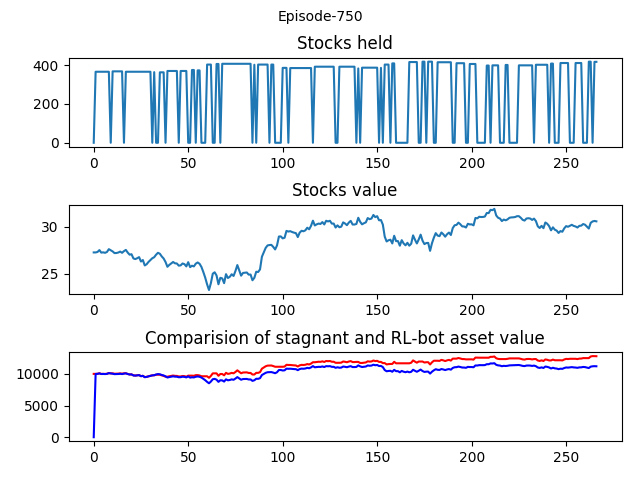 Episode-750
Stocks held
400
200
0
0 50 100 150 200 250
Stocks value
30
25
0 50 100 150 200 250
Comparision of stagnant and RL-bot asset value
10000
5000
0
0 50 100 150 200 250